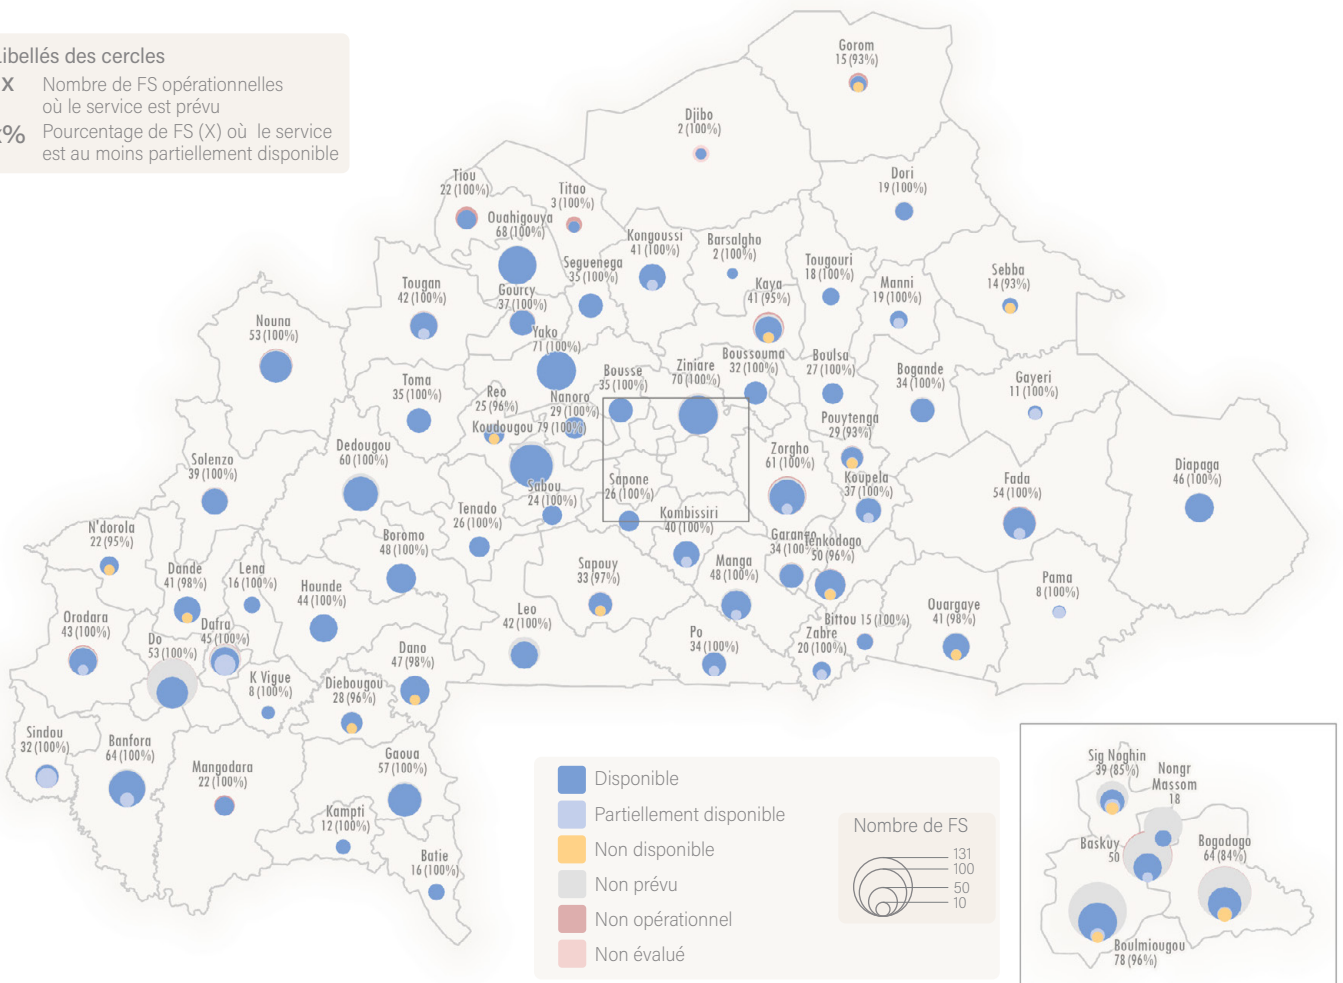 Libellés des cercles
X Nombre de FS opérationnelles
où le service est prévu
% Pourcentage de FS (X) où le service
est au moins partiellement disponible
Gorom
15 (93%)
Djibo
2 (100%)
Dori
19 (100%)
Tiou
22 (100%)
Titao
3 (100%)
Ouahigouya
68 (100%)
Kongoussi
41 (100%)
Barsalgho
2 (100%)
Tougouri
18 (100%)
Seguenega
35 (100%)
Sebba
14 (93%)
Tougan
42 (100%)
Gourcy
37 (100%)
Kaya
41 (95%)
Manni
19 (100%)
Nouna
53 (100%)
Yako
71 (100%)
Ziniare
70 (100%)
Boussouma
32 (100%)
Boulsa
27 (100%)
Bogande
34 (100%)
Gayeri
11 (100%)
Toma
35 (100%)
Reo
25 (96%)
Nanoro
29 (100%)
Bousse
35 (100%)
Koudougou 79 (100%)
Pouytenga
29 (93%)
Dedougou
60 (100%)
Solenzo
39 (100%)
Zorgho
61 (100%)
Koupela
37 (100%)
Fada
54 (100%)
Diapaga
46 (100%)
Sabou
24 (100%)
Sapone
26 (100%)
Tenado
26 (100%)
Kombissiri
40 (100%)
N'dorola
22 (95%)
Boromo
48 (100%)
Garango
34 (100%)
Tenkodogo
50 (96%)
Dande
41 (98%)
Lena
16 (100%)
Hounde
44 (100%)
Sapouy
33 (97%)
Manga
48 (100%)
Pama
8 (100%)
Orodara
43 (100%)
Do
53 (100%)
Dafra
45 (100%)
Leo
42 (100%)
Po
34 (100%)
Bittou 15 (100%)
Zabre
20 (100%)
Ouargaye
41 (98%)
Dano
47 (98%)
K Vigue
8 (100%)
Diebougou
28 (96%)
Sindou
32 (100%)
Banfora
64 (100%)
Mangodara
22 (100%)
Gaoua
57 (100%)
Kampti
12 (100%)
Batie
16 (100%)
Disponible
Partiellement disponible
Non disponible
Non prévu
Non opérationnel
Non évalué
Nombre de FS
131
100
50
10
Sig Noghin
39 (85%)
Nongr
Massom
18
Baskuy
50
Bogodogo
64 (84%)
Boulmiougou
78 (96%)